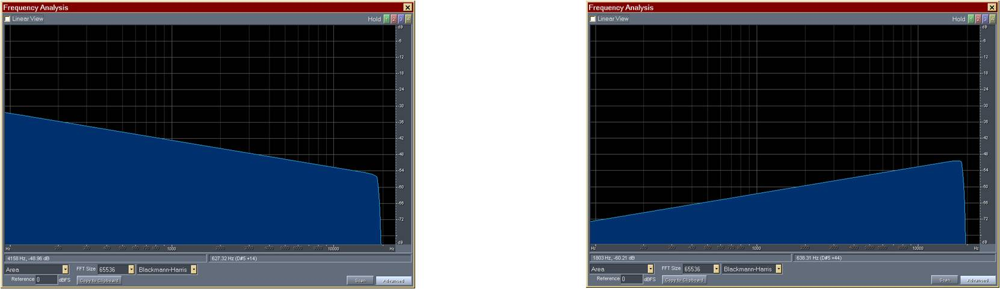 Frequency Analysis
Linear View
Hold 1 2 3 4
dB
-6
-12
-18
-24
-30
-36
-42
-48
-54
-60
-66
-72
dB
Hz 200 300 400 500 600 700 800 1000 2000 3000 4000 5000 6000 8000 10000 Hz
4158 Hz, -48.96 dB
627.32 Hz (D#5 +14)
Area
FFT Size 65536 Blackmann-Harris
Reference 0 dBFS
Copy to Clipboard
Scan
Advanced
Frequency Analysis
Linear View
Hold 1 2 3 4
dB
-6
-12
-18
-24
-30
-36
-42
-48
-54
-60
-66
-72
dB
Hz 200 300 400 500 600 700 800 1000 2000 3000 4000 5000 6000 8000 10000 Hz
1803 Hz, -60.21 dB
638.31 Hz (D#5 +44)
Area
FFT Size 65536 Blackmann-Harris
Reference 0 dBFS
Copy to Clipboard
Scan
Advanced